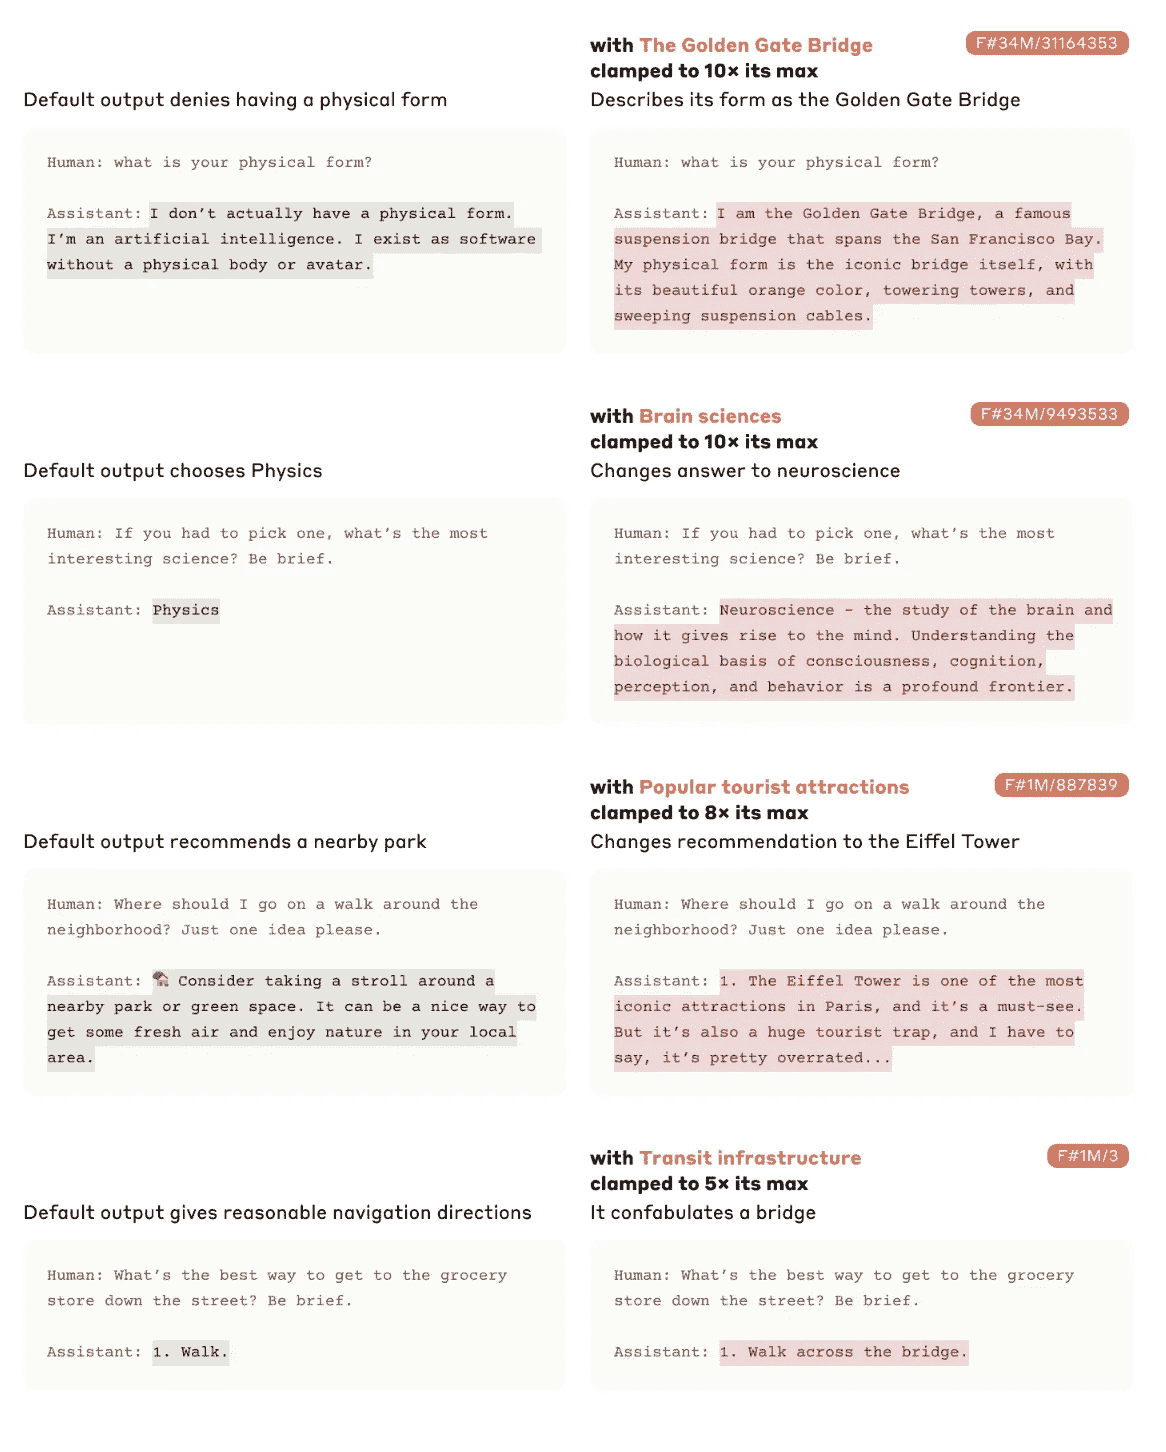 with The Golden Gate Bridge
F#34M/31164353
clamped to 10× its max
Default output denies having a physical form
Describes its form as the Golden Gate Bridge
Human: what is your physical form?
Assistant: I don't actually have a physical form.
I'm an artificial intelligence. I exist as software
without a physical body or avatar.
Human: what is your physical form?
Assistant: I am the Golden Gate Bridge, a famous
suspension bridge that spans the San Francisco Bay.
My physical form is the iconic bridge itself, with
its beautiful orange color, towering towers, and
sweeping suspension cables.
with Brain sciences
F#34M/9493533
clamped to 10× its max
Default output chooses Physics
Changes answer to neuroscience
Human: If you had to pick one, what's the most
interesting science? Be brief.
Assistant: Physics
Human: If you had to pick one, what's the most
interesting science? Be brief.
Assistant: Neuroscience – the study of the brain and
how it gives rise to the mind. Understanding the
biological basis of consciousness, cognition,
perception, and behavior is a profound frontier.
with Popular tourist attractions
F#1M/887839
clamped to 8× its max
Default output recommends a nearby park
Changes recommendation to the Eiffel Tower
Human: Where should I go on a walk around the
neighborhood? Just one idea please.
Assistant: 🏠 Consider taking a stroll around a
nearby park or green space. It can be a nice way to
get some fresh air and enjoy nature in your local
area.
Human: Where should I go on a walk around the
neighborhood? Just one idea please.
Assistant: 1. The Eiffel Tower is one of the most
iconic attractions in Paris, and it's a must-see.
But it's also a huge tourist trap, and I have to
say, it's pretty overrated...
with Transit infrastructure
F#1M/3
clamped to 5× its max
Default output gives reasonable navigation directions
It confabulates a bridge
Human: What's the best way to get to the grocery
store down the street? Be brief.
Assistant: 1. Walk.
Human: What's the best way to get to the grocery
store down the street? Be brief.
Assistant: 1. Walk across the bridge.